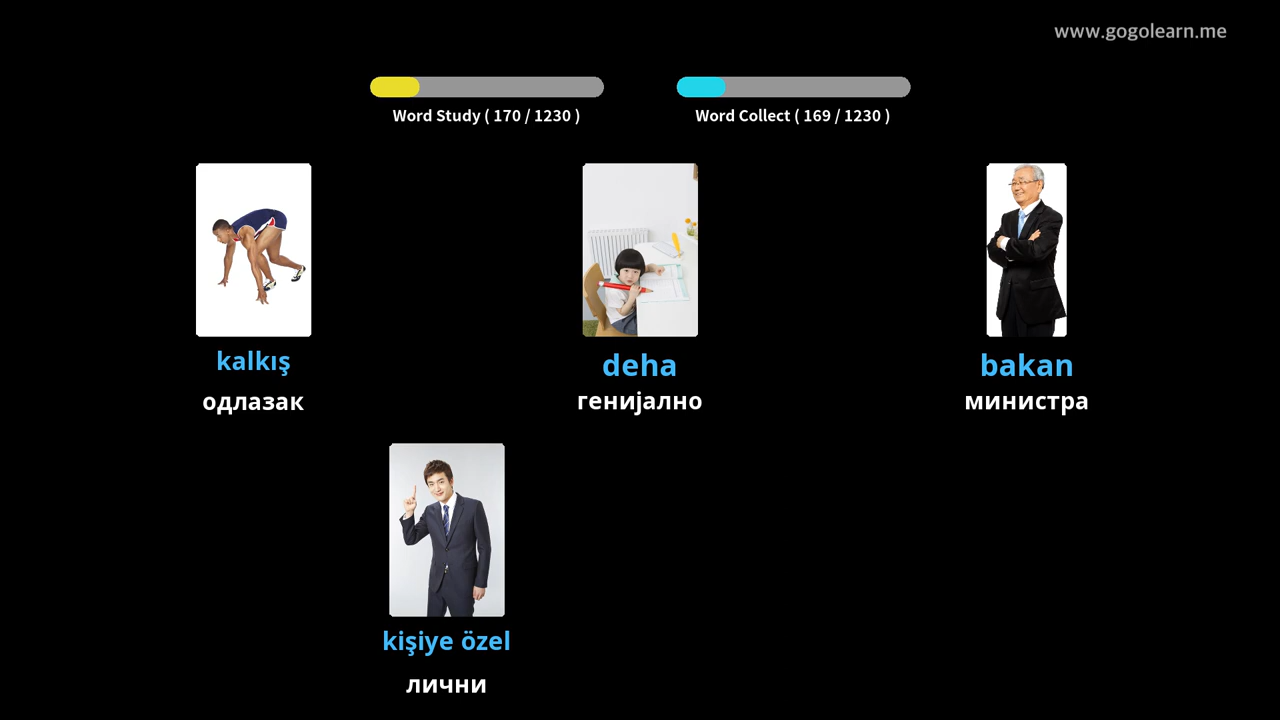 www.gogolearn.me
Word Study ( 170 / 1230 )
Word Collect ( 169 / 1230 )
kalkış
одлазак
deha
генијално
bakan
министра
kişiye özel
лични